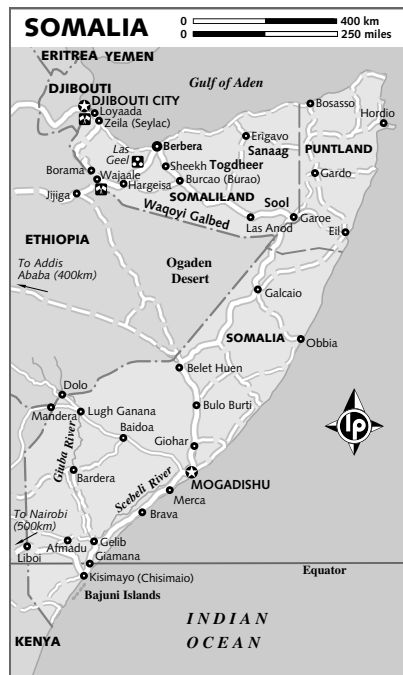 SOMALIA
0 400 km
0 250 miles
ERITREA YEMEN
Gulf of Aden
DJIBOUTI
DJIBOUTI CITY
Loyaada
Zeila (Seylac)
Bosasso
Hordio
Las
Geel
Berbera
Erigavo
Sanaag
PUNTLAND
Borama
Wajaale
Sheekh
Togdheer
Gardo
Hargeisa
Burcao (Burao)
Jijiga
SOMALILAND
Sool
Waqoyi Galbed
Las Anod
Garoe
Eil
ETHIOPIA
To Addis
Ababa (400km)
Ogaden
Desert
Galcaio
SOMALIA
Obbia
Belet Huen
Dolo
Mandera
Lugh Ganana
Bulo Burti
Baidoa
Giohar
lp
Giuba River
Bardera
Scebeli River
MOGADISHU
Merca
Brava
To Nairobi
(500km)
Liboi
Afmadu
Gelib
Giamana
Equator
Kisimayo (Chisimaio)
Bajuni Islands
INDIAN
OCEAN
KENYA